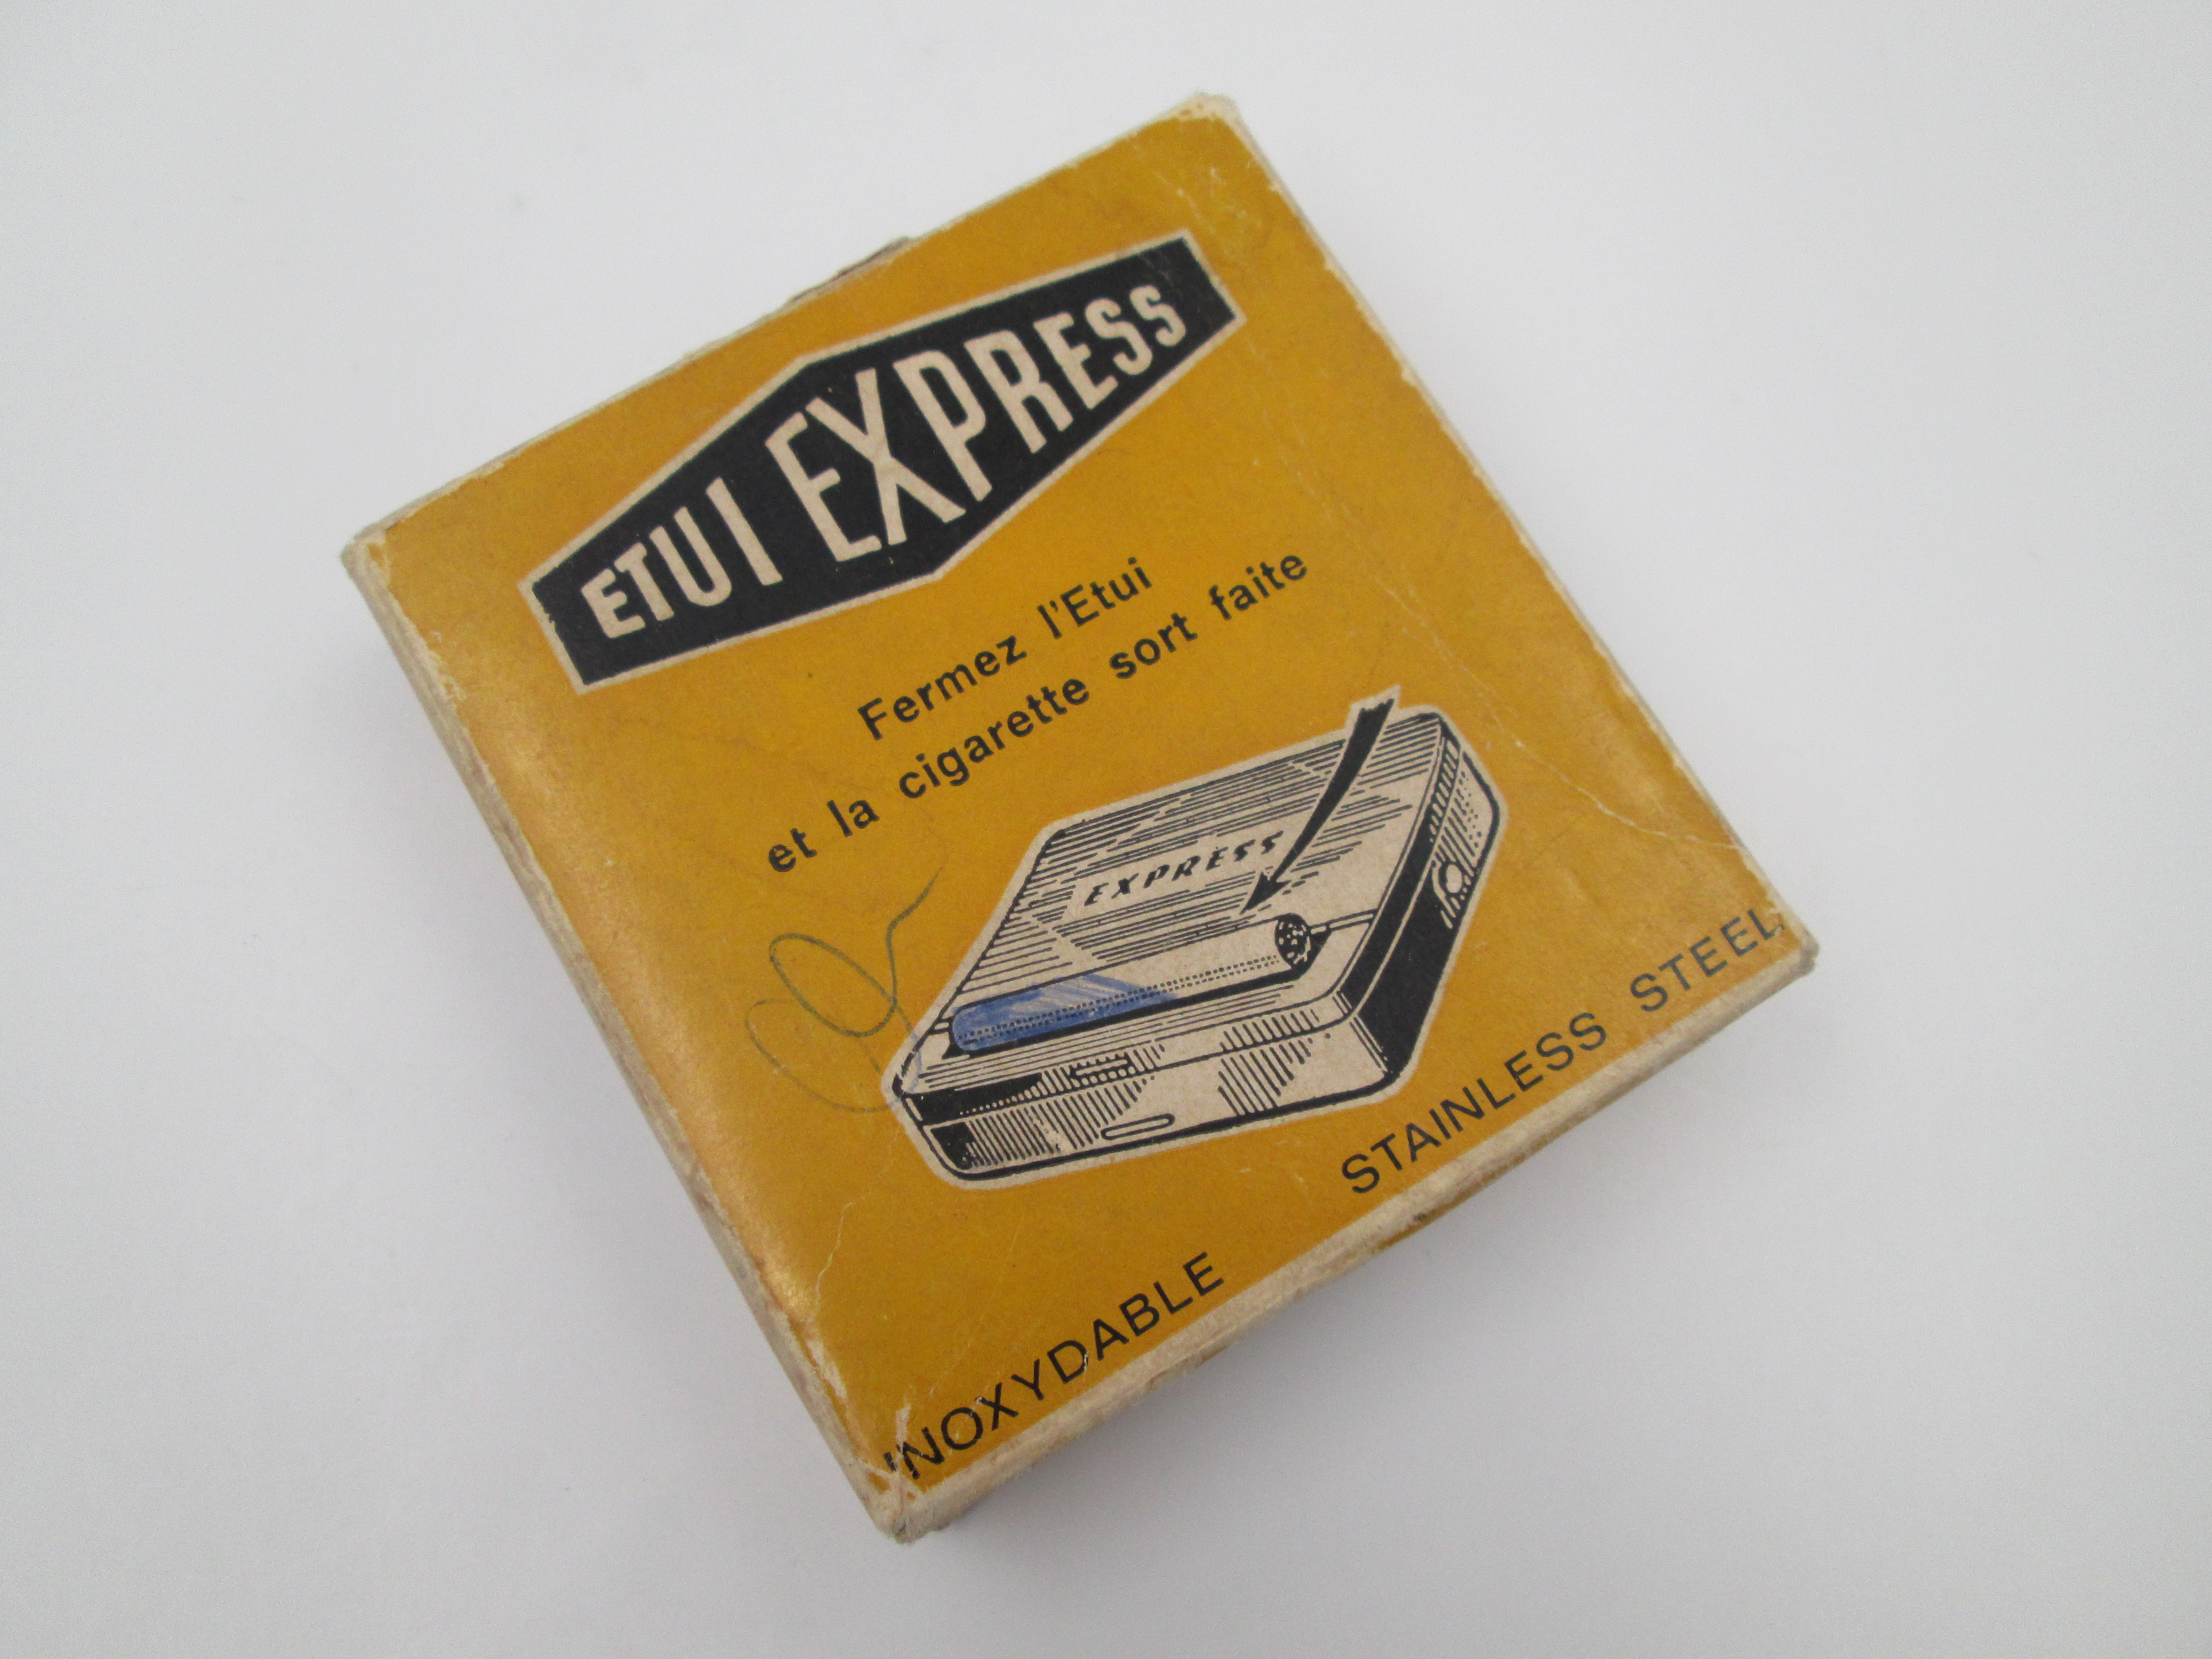 ETUI EXPRESS
Fermez l'Etui
et la cigarette sort faite
EXPRESS
INOXYDABLE STAINLESS STEEL